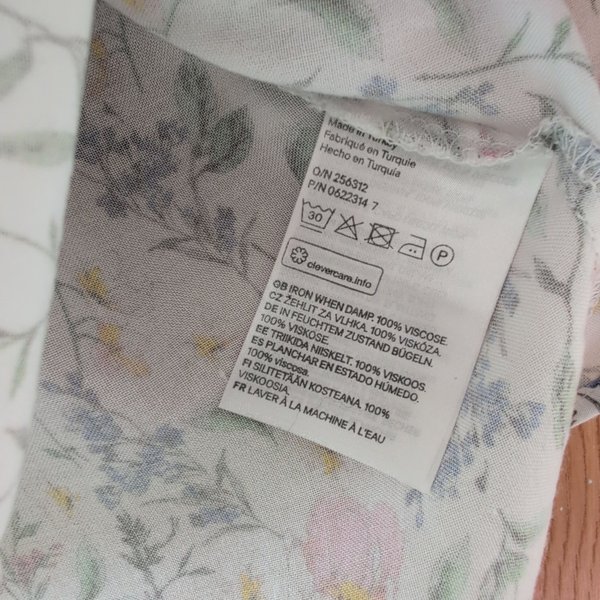 Made in Turkey
Fabriqué en Turquie
Hecho en Turquía
O/N 256312
P/N 0622314 7
30
P
clevercare.info
GB IRON WHEN DAMP. 100% VISCOSE.
CZ ŽEHLIT ZA VLHKA. 100% VISKÓZA.
DE IN FEUCHTEM ZUSTAND BÜGELN.
100% VISKOSE.
EE TRIIKIDA NIISKELT. 100% VISKOOS.
ES PLANCHAR EN ESTADO HÚMEDO.
100% viscosa.
FI SILITETÄÄN KOSTEANA. 100%
VISKOOSIA.
FR LAVER À LA MACHINE À L'EAU